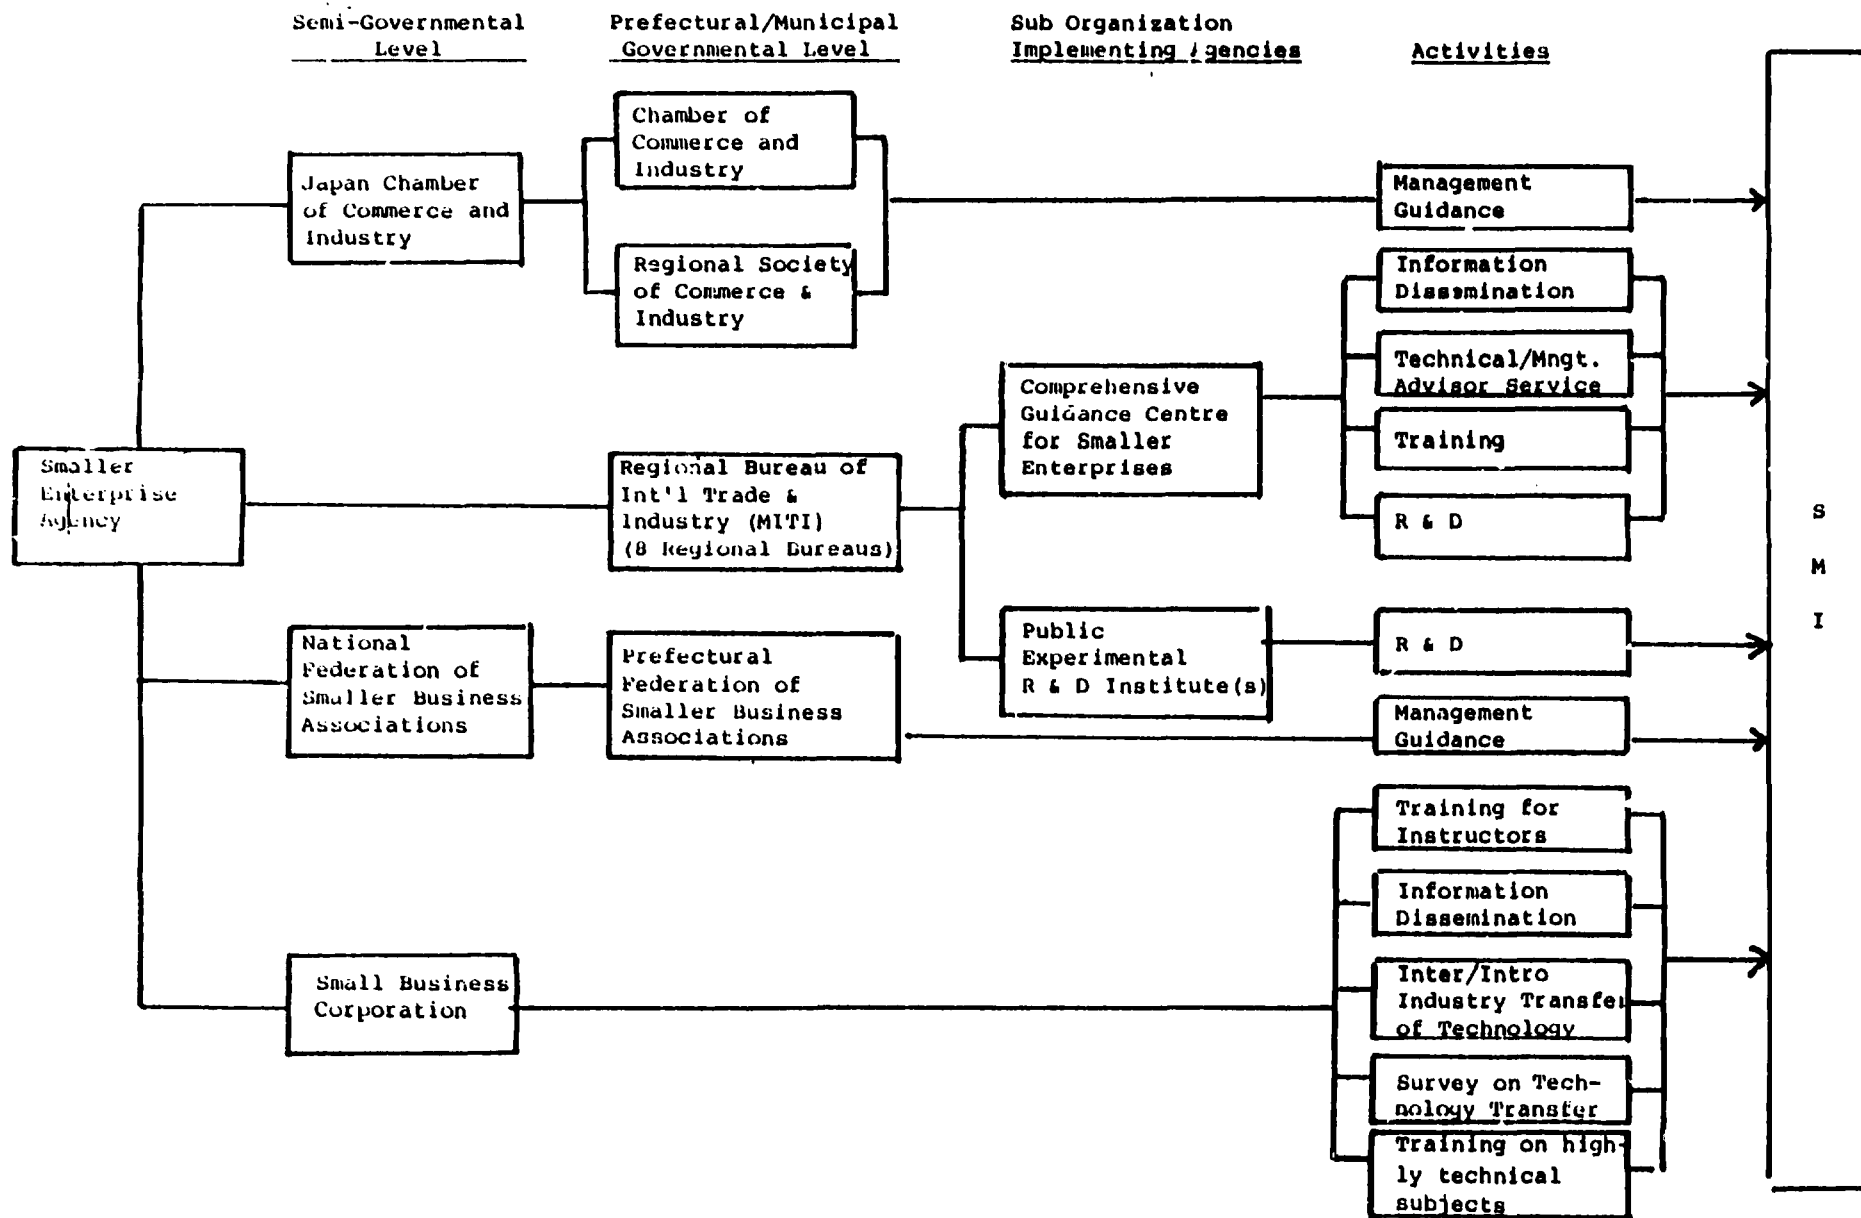 Semi-Governmental
Level
Prefectural/Municipal
Governmental Level
Sub Organization
Implementing Agencies
Activities
Chamber of
Commerce and
Industry
Japan Chamber
of Commerce and
Industry
Regional Society
of Commerce &
Industry
Management
Guidance
Information
Dissemination
Technical/Mngt.
Advisor Service
Training
R & D
Comprehensive
Guidance Centre
for Smaller
Enterprises
Smaller
Enterprise
Agency
Regional Bureau of
Int'l Trade &
Industry (MITI)
(8 Regional Bureaus)
S
M
I
National
Federation of
Smaller Business
Associations
Prefectural
Federation of
Smaller Business
Associations
Public
Experimental
R & D Institute(s)
R & D
Management
Guidance
Training for
Instructors
Information
Dissemination
Small Business
Corporation
Inter/Intro
Industry Transfer
of Technology
Survey on Tech-
nology Transfer
Training on high-
ly technical
subjects